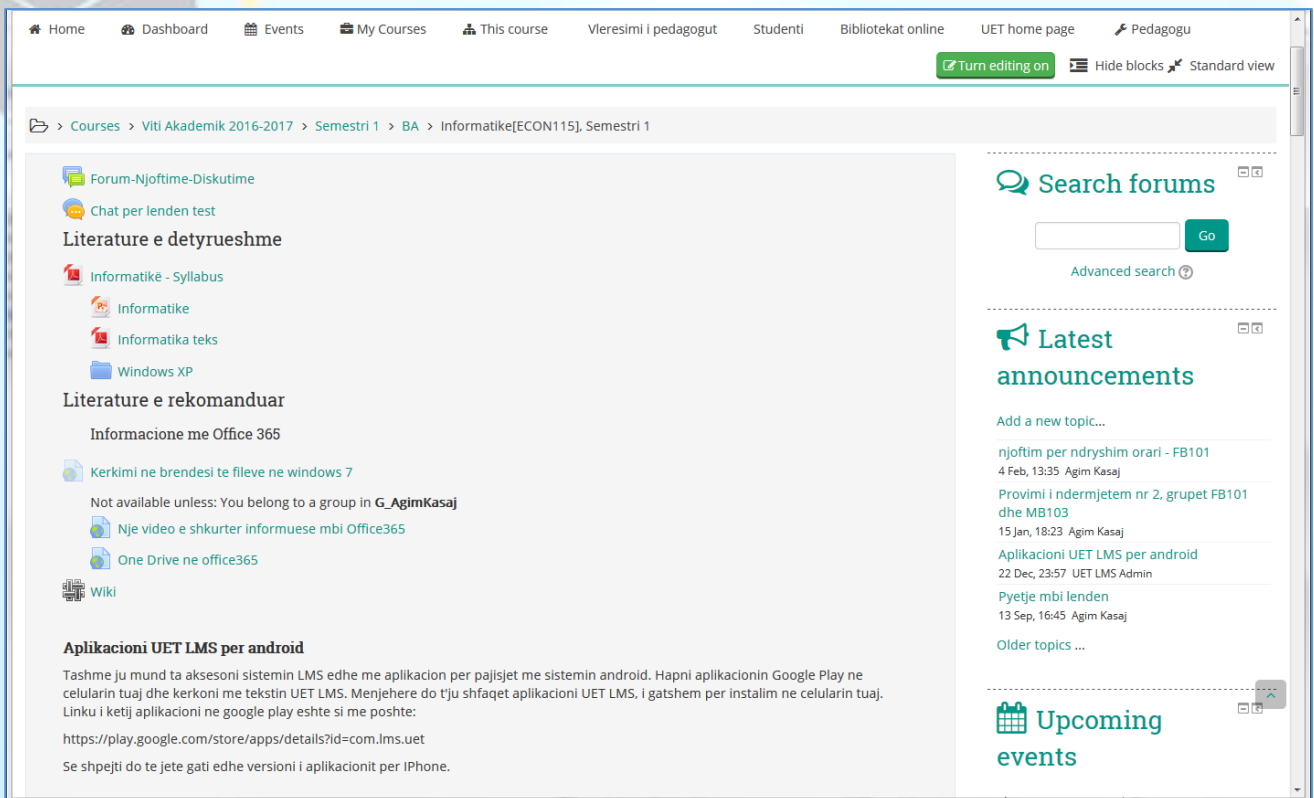 Home Dashboard Events My Courses This course Vleresimi i pedagogut Studenti Bibliotekat online UET home page Pedagogu
Turn editing on Hide blocks Standard view
> Courses > Viti Akademik 2016-2017 > Semestri 1 > BA > Informatike[ECON115], Semestri 1
Forum-Njoftime-Diskutime
Chat per lenden test
Literature e detyrueshme
Informatikë - Syllabus
Informatike
Informatika teks
Windows XP
Literature e rekomanduar
Informacione me Office 365
Kerkimi ne brendesi te fileve ne windows 7
Not available unless: You belong to a group in G_AgimKasaj
Nje video e shkurter informuese mbi Office365
One Drive ne office365
Wiki
Aplikacioni UET LMS per android
Tashme ju mund ta aksesoni sistemin LMS edhe me aplikacion per pajisjet me sistemin android. Hapni aplikacionin Google Play ne
celularin tuaj dhe kerkoni me tekstin UET LMS. Menjehere do t'ju shfaqet aplikacioni UET LMS, i gatshem per instalim ne celularin tuaj.
Linku i ketij aplikacioni ne google play eshte si me poshte:
https://play.google.com/store/apps/details?id=com.lms.uet
Se shpejti do te jete gati edhe versioni i aplikacionit per IPhone.
Search forums
Go
Advanced search
Latest
announcements
Add a new topic...
njoftim per ndryshim orari - FB101
4 Feb, 13:35 Agim Kasaj
Provimi i ndermjetem nr 2, grupet FB101
dhe MB103
15 Jan, 18:23 Agim Kasaj
Aplikacioni UET LMS per android
22 Dec, 23:57 UET LMS Admin
Pyetje mbi lenden
13 Sep, 16:45 Agim Kasaj
Older topics ...
Upcoming
events